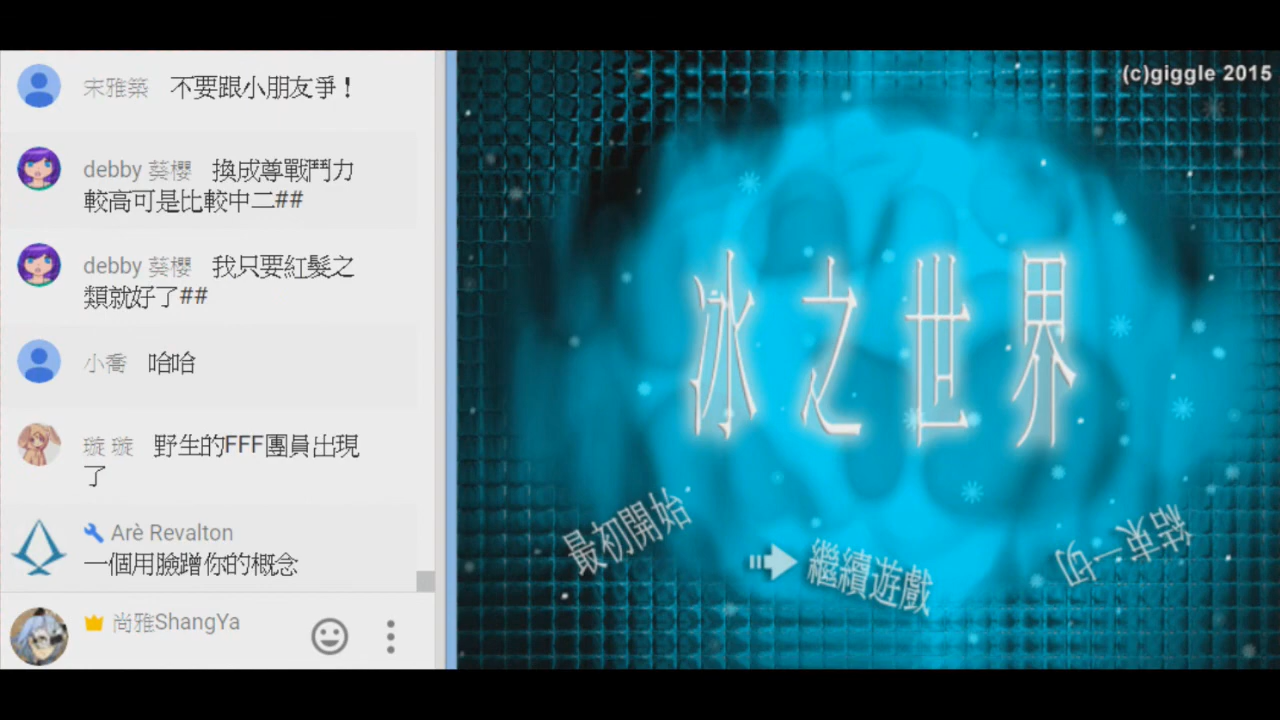 宋雅築 不要跟小朋友爭！
debby 葵櫻 換成尊戰鬥力
較高可是比較中二##
debby 葵櫻 我只要紅髮之
類就好了##
小喬 哈哈
璇 璇 野生的FFF團員出現
了
Arè Revalton
一個用臉蹭你的概念
尚雅ShangYa
(c)giggle 2015
冰之世界
最初開始
繼續遊戲
結束一切